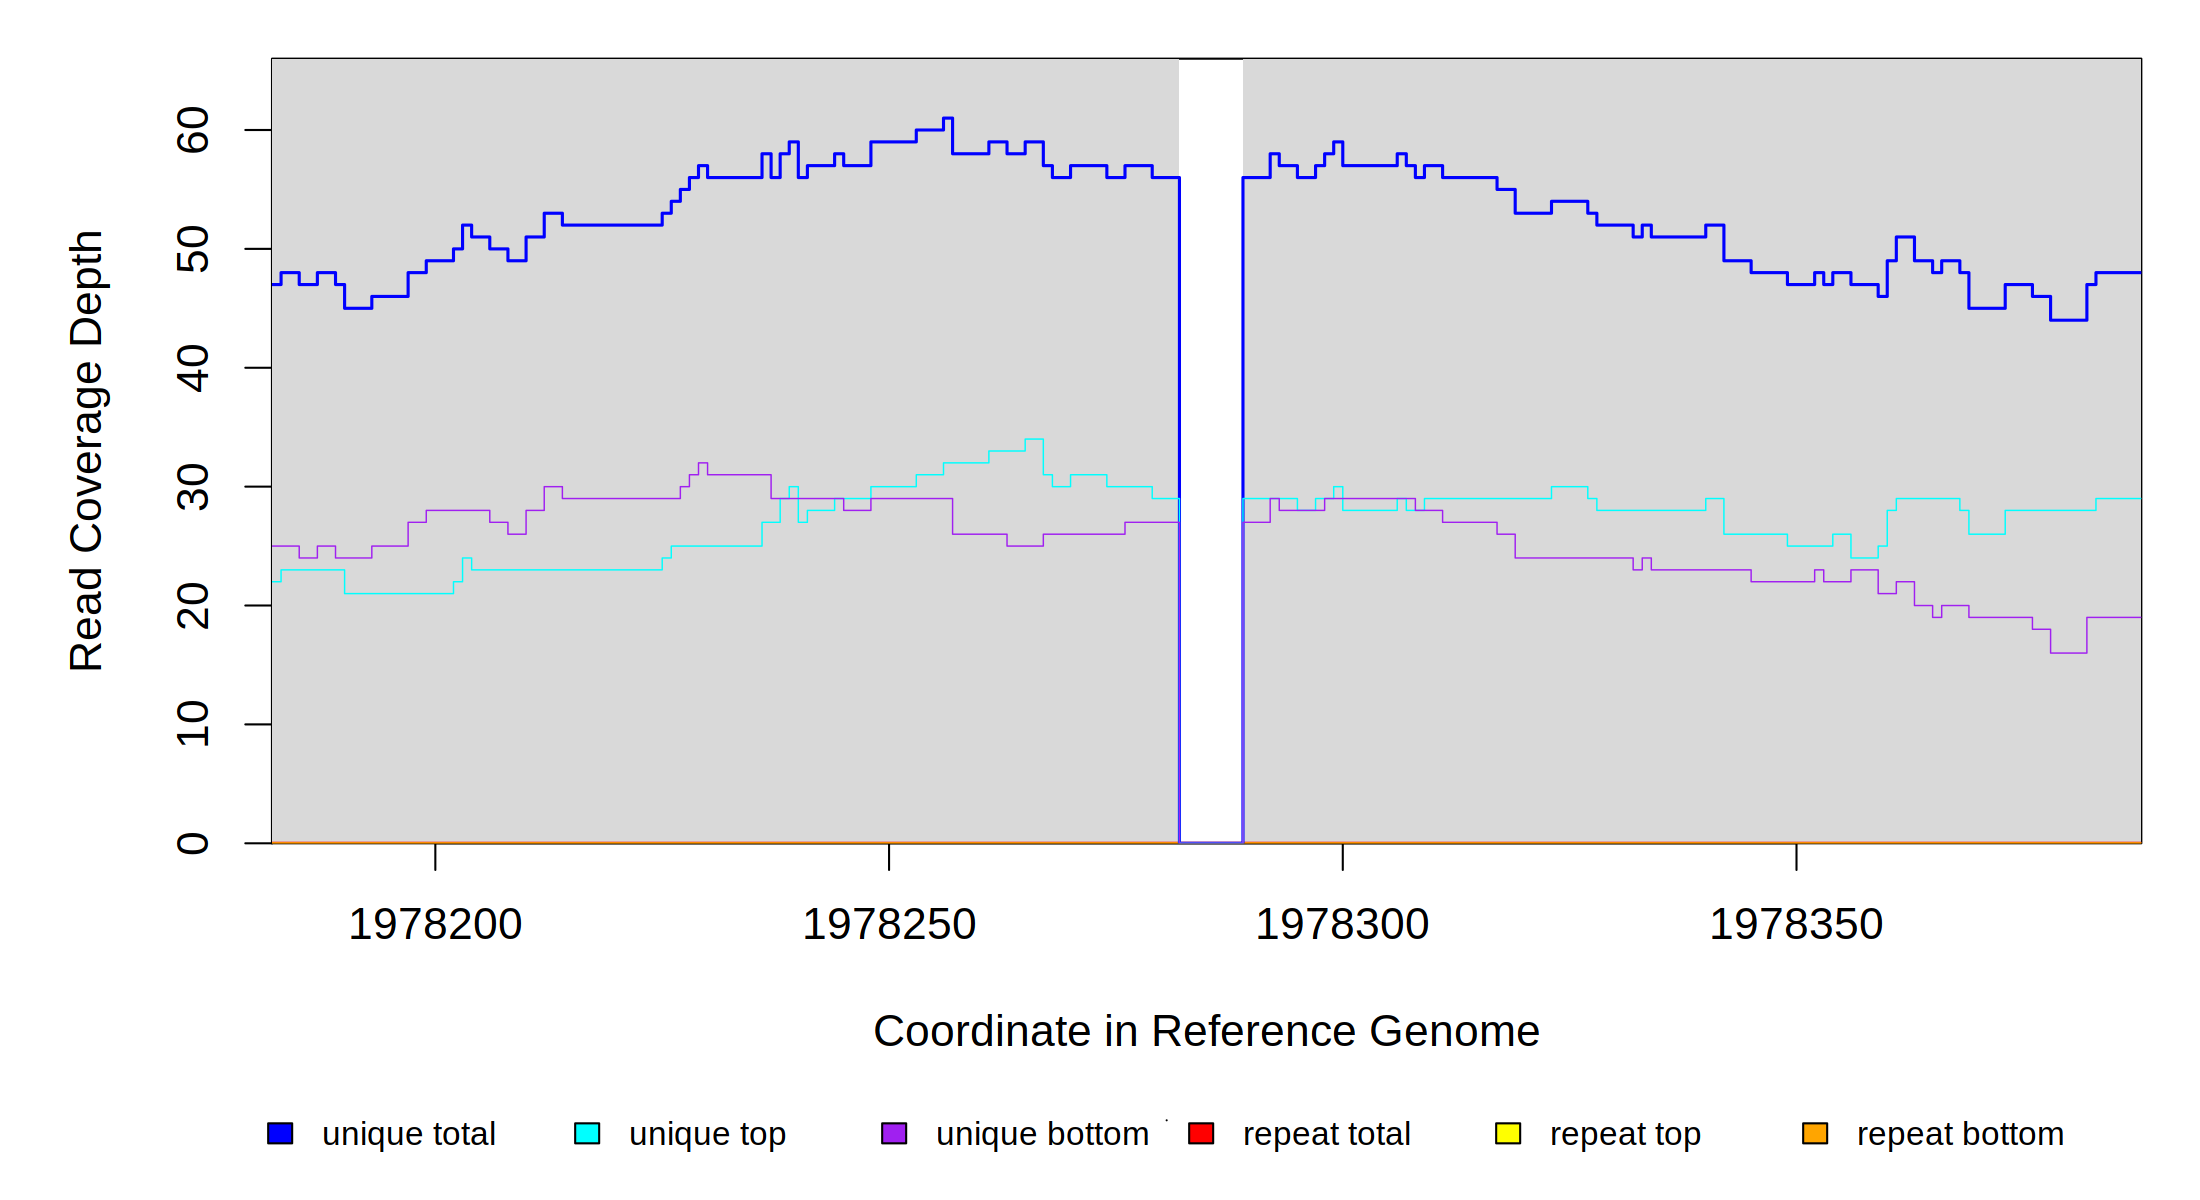 60
50
40
30
20
10
0
Read Coverage Depth
1978200 1978250 1978300 1978350
Coordinate in Reference Genome
unique total unique top unique bottom repeat total repeat top repeat bottom